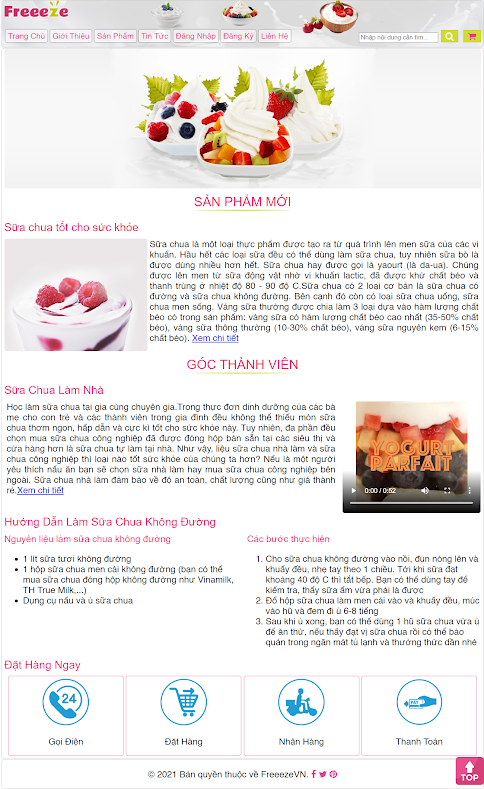 Freeeze
Trang Chủ Giới Thiệu Sản Phẩm Tin Tức Đăng Nhập Đăng Ký Liên Hệ Nhập nội dung cần tìm...
SẢN PHẨM MỚI
Sữa chua tốt cho sức khỏe
Sữa chua là một loại thực phẩm được tạo ra từ quá trình lên men sữa của các vi
khuẩn. Hầu hết các loại sữa đều có thể dùng làm sữa chua, tuy nhiên sữa bò là
được dùng nhiều hơn hết. Sữa chua hay được gọi là yaourt (là da-ua). Chúng
được lên men từ sữa động vật nhờ vi khuẩn lactic, đã được khử chất béo và
thanh trùng ở nhiệt độ 80 - 90 độ C.Sữa chua có 2 loại cơ bản là sữa chua có
đường và sữa chua không đường. Bên cạnh đó còn có loại sữa chua uống, sữa
chua men sống. Váng sữa thường được chia làm 3 loại dựa vào hàm lượng chất
béo có trong sản phẩm: váng sữa có hàm lượng chất béo cao nhất (35-50% chất
béo), váng sữa thông thường (10-30% chất béo), váng sữa nguyên kem (6-15%
chất béo). Xem chi tiết
GÓC THÀNH VIÊN
Sữa Chua Làm Nhà
Học làm sữa chua tại gia cùng chuyên gia.Trong thực đơn dinh dưỡng của các bà
mẹ cho con trẻ và các thành viên trong gia đình đều không thể thiếu món sữa
chua thơm ngon, hấp dẫn và cực kì tốt cho sức khỏe này. Tuy nhiên, đa phần đều
chọn mua sữa chua công nghiệp đã được đóng hộp bán sẵn tại các siêu thị và
cửa hàng hơn là sữa chua tự làm tại nhà. Như vậy, liệu sữa chua nhà làm và sữa
chua công nghiệp thì loại nào tốt sức khỏe của chúng ta hơn? Nếu là một người
yêu thích nấu ăn bạn sẽ chọn sữa nhà làm hay mua sữa chua công nghiệp bên
ngoài. Sữa chua nhà làm đảm bảo về độ an toàn, chất lượng cũng như giá thành
rẻ.Xem chi tiết
YOGURT
PARFAIT
0:00 / 0:52
Hướng Dẫn Làm Sữa Chua Không Đường
Nguyên liệu làm sữa chua không đường
• 1 lít sữa tươi không đường
• 1 hộp sữa chua men cái không đường (bạn có thể
mua sữa chua đóng hộp không đường như Vinamilk,
TH True Milk,...)
• Dụng cụ nấu và ủ sữa chua
Các bước thực hiện
1. Cho sữa chua không đường vào nồi, đun nóng lên và
khuấy đều, nhẹ tay theo 1 chiều. Tới khi sữa đạt
khoảng 40 độ C thì tắt bếp. Bạn có thể dùng tay để
kiểm tra, thấy sữa ấm vừa phải là được
2. Đổ hộp sữa chua làm men cái vào và khuấy đều, múc
vào hũ và đem đi ủ 6-8 tiếng
3. Sau khi ủ xong, bạn có thể dùng 1 hũ sữa chua vừa ủ
để ăn thử, nếu thấy đạt vị sữa chua rồi có thể bảo
quản trong ngăn mát tủ lạnh và thưởng thức dần nhé
Đặt Hàng Ngay
24
PAY
Gọi Điện Đặt Hàng Nhận Hàng Thanh Toán
TOP
© 2021 Bản quyền thuộc về FreeezeVN.